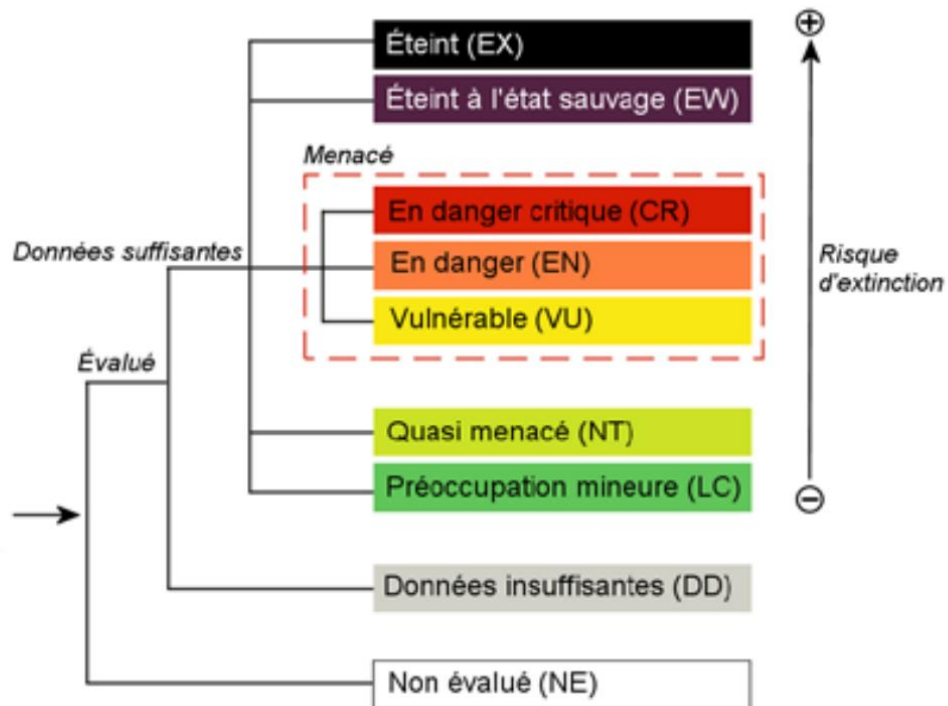 Éteint (EX)
Éteint à l'état sauvage (EW)
Menacé
En danger critique (CR)
Données suffisantes
En danger (EN)
Risque
d'extinction
Vulnérable (VU)
Évalué
Quasi menacé (NT)
Préoccupation mineure (LC)
Données insuffisantes (DD)
Non évalué (NE)